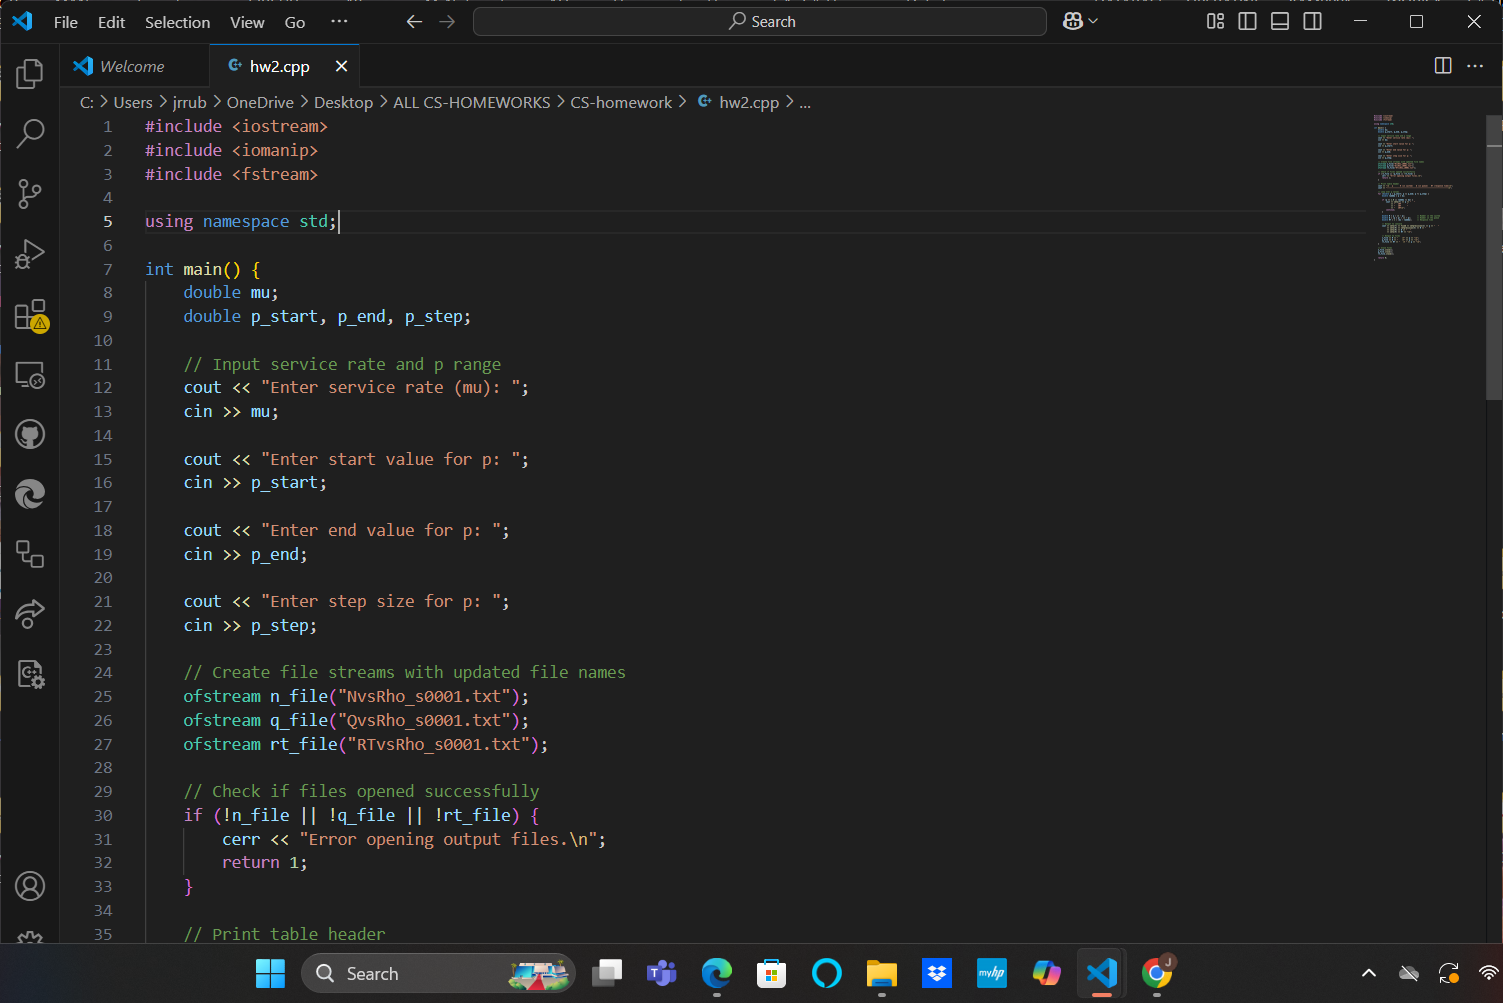 File Edit Selection View Go ··· Search
Welcome hw2.cpp
C: > Users > jrrub > OneDrive > Desktop > ALL CS-HOMEWORKS > CS-homework > hw2.cpp > ...
1 #include <iostream>
2 #include <iomanip>
3 #include <fstream>
4
5 using namespace std;
6
7 int main() {
8 double mu;
9 double p_start, p_end, p_step;
10
11 // Input service rate and p range
12 cout << "Enter service rate (mu): ";
13 cin >> mu;
14
15 cout << "Enter start value for p: ";
16 cin >> p_start;
17
18 cout << "Enter end value for p: ";
19 cin >> p_end;
20
21 cout << "Enter step size for p: ";
22 cin >> p_step;
23
24 // Create file streams with updated file names
25 ofstream n_file("NvsRho_s0001.txt");
26 ofstream q_file("QvsRho_s0001.txt");
27 ofstream rt_file("RTvsRho_s0001.txt");
28
29 // Check if files opened successfully
30 if (!n_file || !q_file || !rt_file) {
31 cerr << "Error opening output files.\n";
32 return 1;
33 }
34
35 // Print table header
Search
myhp
J